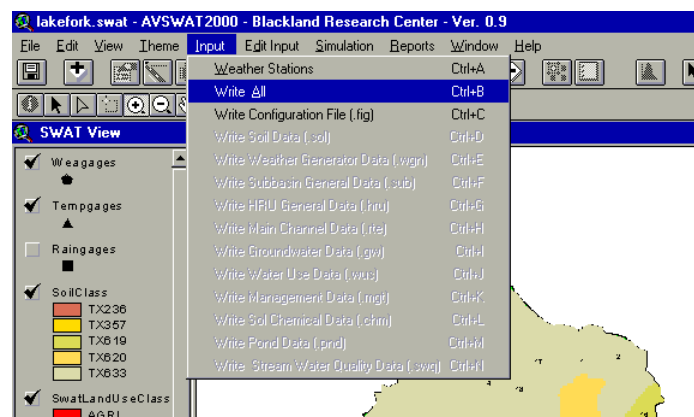 lakefork.swat - AVSWAT2000 - Blackland Research Center - Ver. 0.9
File Edit View Theme Input Edit Input Simulation Reports Window Help
Weather Stations Ctrl+A
Write All Ctrl+B
Write Configuration File (.fig) Ctrl+C
Write Soil Data (.sol) Ctrl+D
Write Weather Generator Data (.wgn) Ctrl+E
Write Subbasin General Data (.sub) Ctrl+F
Write HRU General Data (.hru) Ctrl+G
Write Main Channel Data (.rte) Ctrl+H
Write Groundwater Data (.gw) Ctrl+I
Write Water Use Data (.wus) Ctrl+J
Write Management Data (.mgt) Ctrl+K
Write Sol Chemical Data (.chm) Ctrl+L
Write Pond Data (.pnd) Ctrl+M
Write Stream Water Quality Data (.swq) Ctrl+N
SWAT View
Weagages
Tempgages
Raingages
SoilClass
TX236
TX357
TX619
TX620
TX633
SwatLandUseClass
AGRL